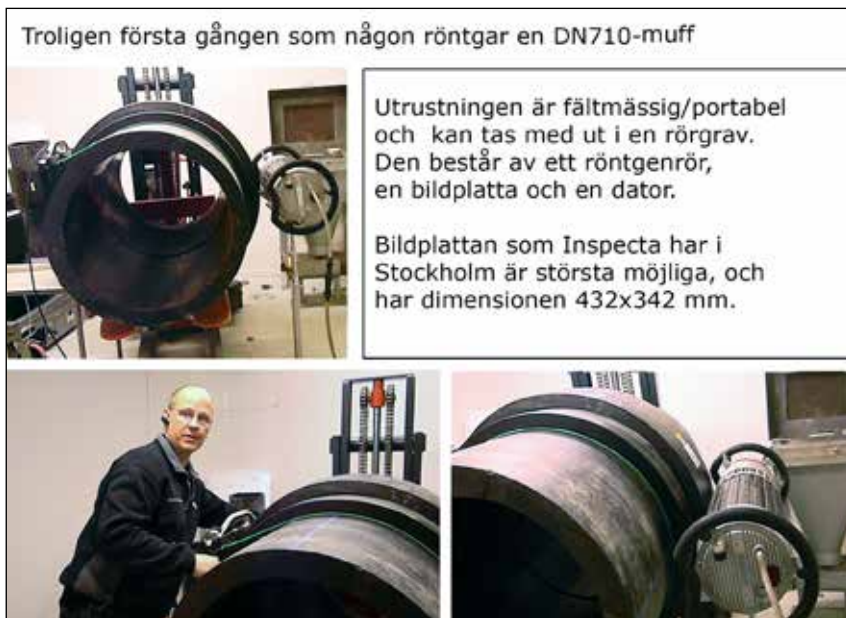 Troligen första gången som någon röntgar en DN710-muff
Utrustningen är fältmässig/portabel
och kan tas med ut i en rörgrav.
Den består av ett röntgenrör,
en bildplatta och en dator.
Bildplattan som Inspecta har i
Stockholm är största möjliga, och
har dimensionen 432x342 mm.